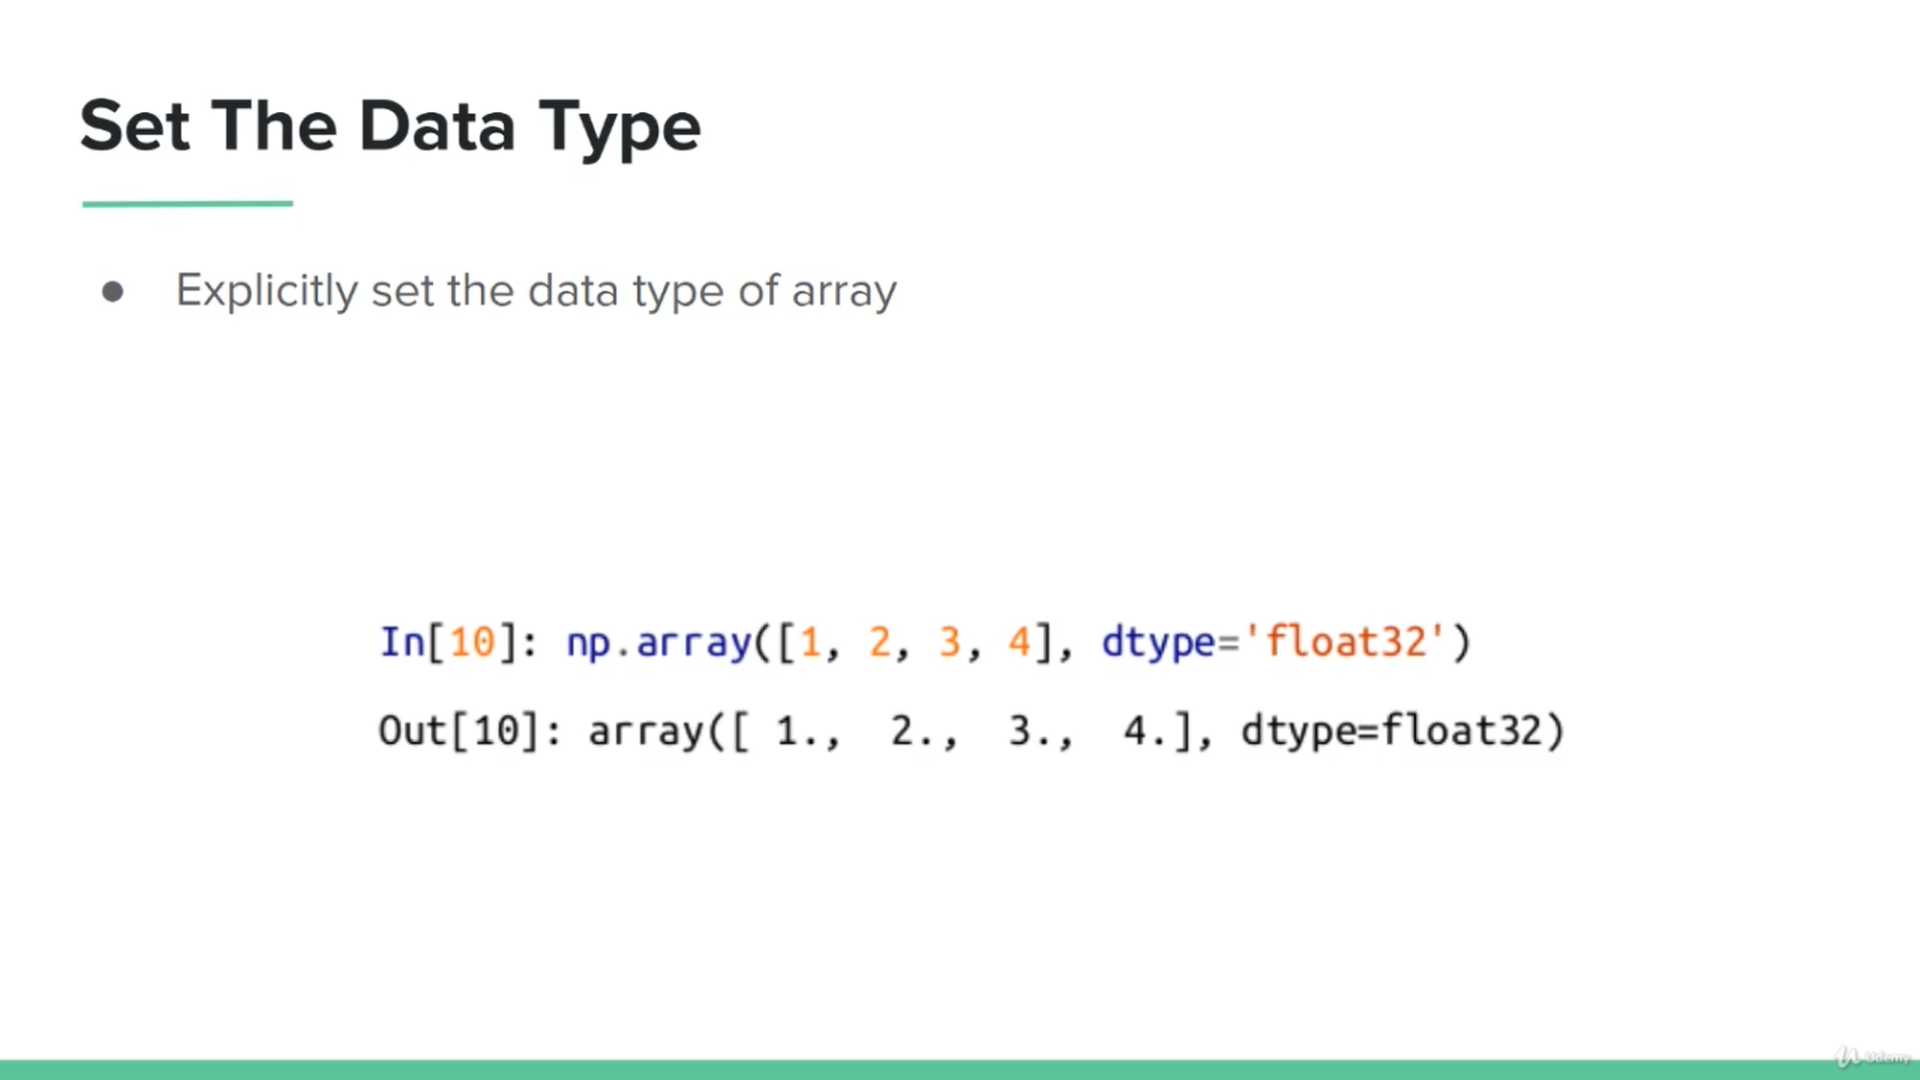 Set The Data Type
● Explicitly set the data type of array
In[10]: np.array([1, 2, 3, 4], dtype='float32')
Out[10]: array([ 1.,  2.,  3.,  4.], dtype=float32)
Udemy